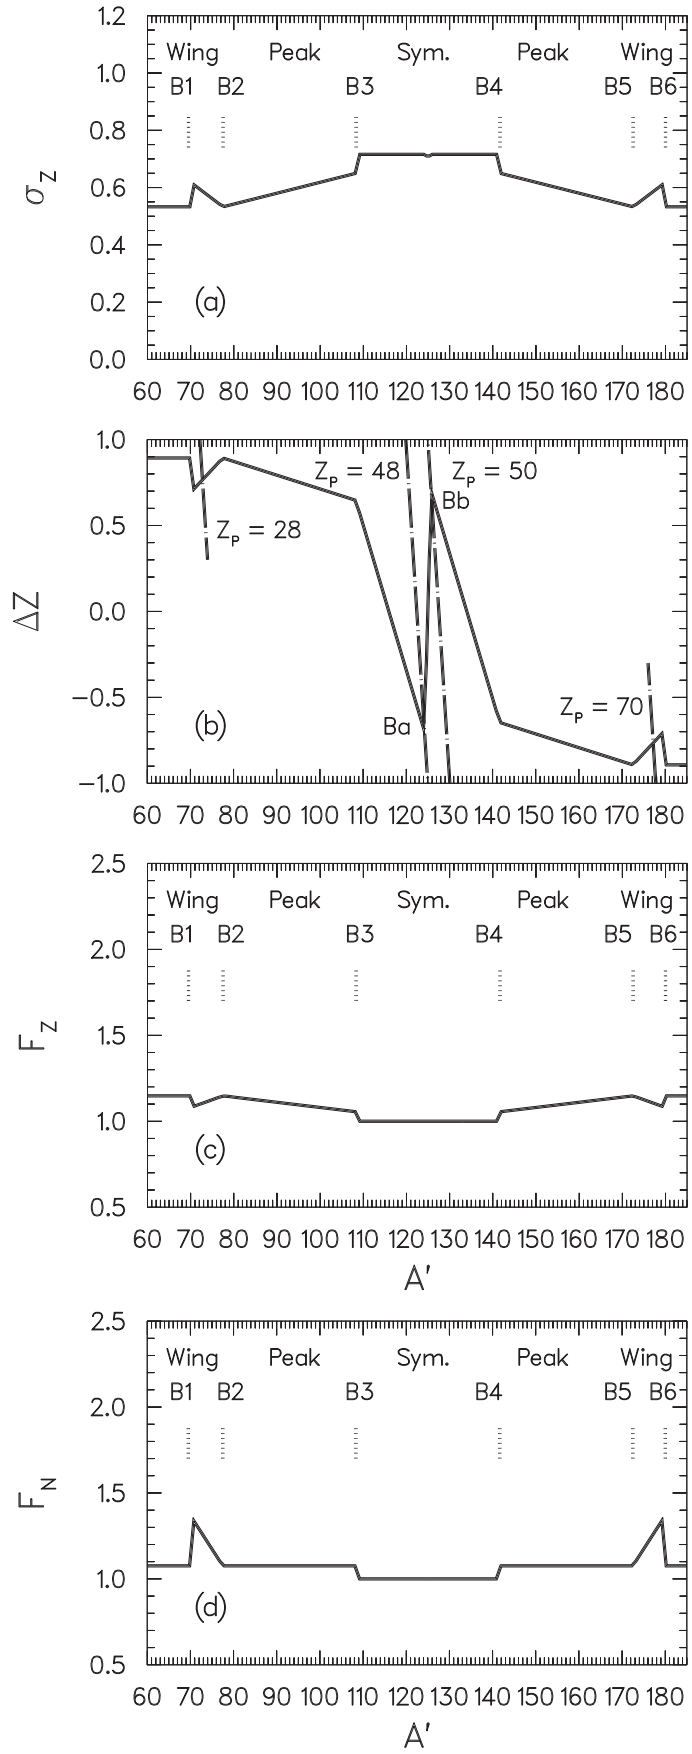 1.2
Wing Peak Sym. Peak Wing
1.0
B1 B2 B3 B4 B5 B6
0.8
σZ
0.6
0.4
0.2
(a)
0.0
60 70 80 90 100 110 120 130 140 150 160 170 180
1.0
ZP = 48 ZP = 50
Bb
0.5
ZP = 28
ΔZ
0.0
−0.5
ZP = 70
(b)
Ba
−1.0
60 70 80 90 100 110 120 130 140 150 160 170 180
2.5
Wing Peak Sym. Peak Wing
B1 B2 B3 B4 B5 B6
2.0
FZ
1.5
1.0
(c)
0.5
60 70 80 90 100 110 120 130 140 150 160 170 180
A'
2.5
Wing Peak Sym. Peak Wing
B1 B2 B3 B4 B5 B6
2.0
FN
1.5
1.0
(d)
0.5
60 70 80 90 100 110 120 130 140 150 160 170 180
A'